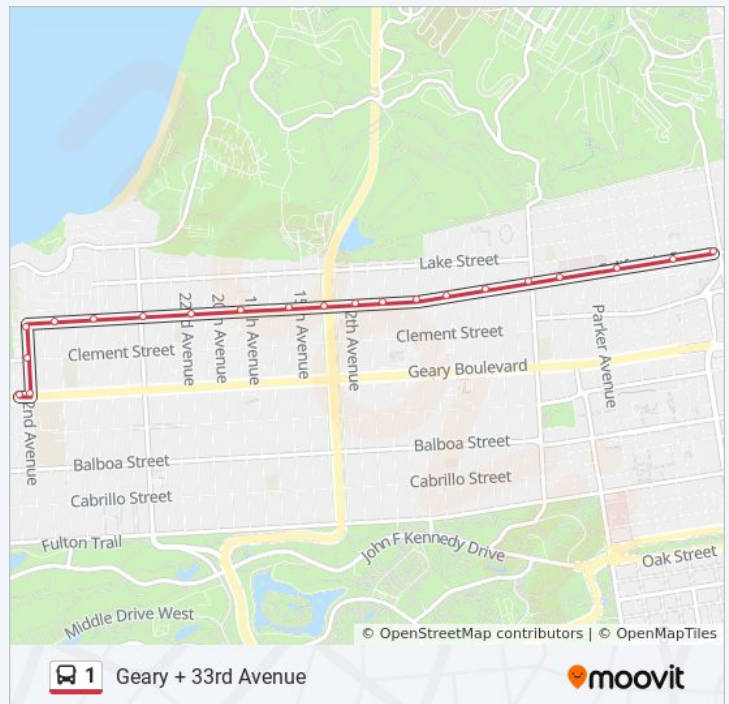 Lake Street
22nd Avenue
15th Avenue
Clement Street
Clement Street
Geary Boulevard
Parker Avenue
Balboa Street
Balboa Street
Cabrillo Street
Cabrillo Street
Fulton Trail
John F Kennedy Drive
Oak Street
Middle Drive West
© OpenStreetMap contributors | © OpenMapTiles
1 Geary + 33rd Avenue
moovit